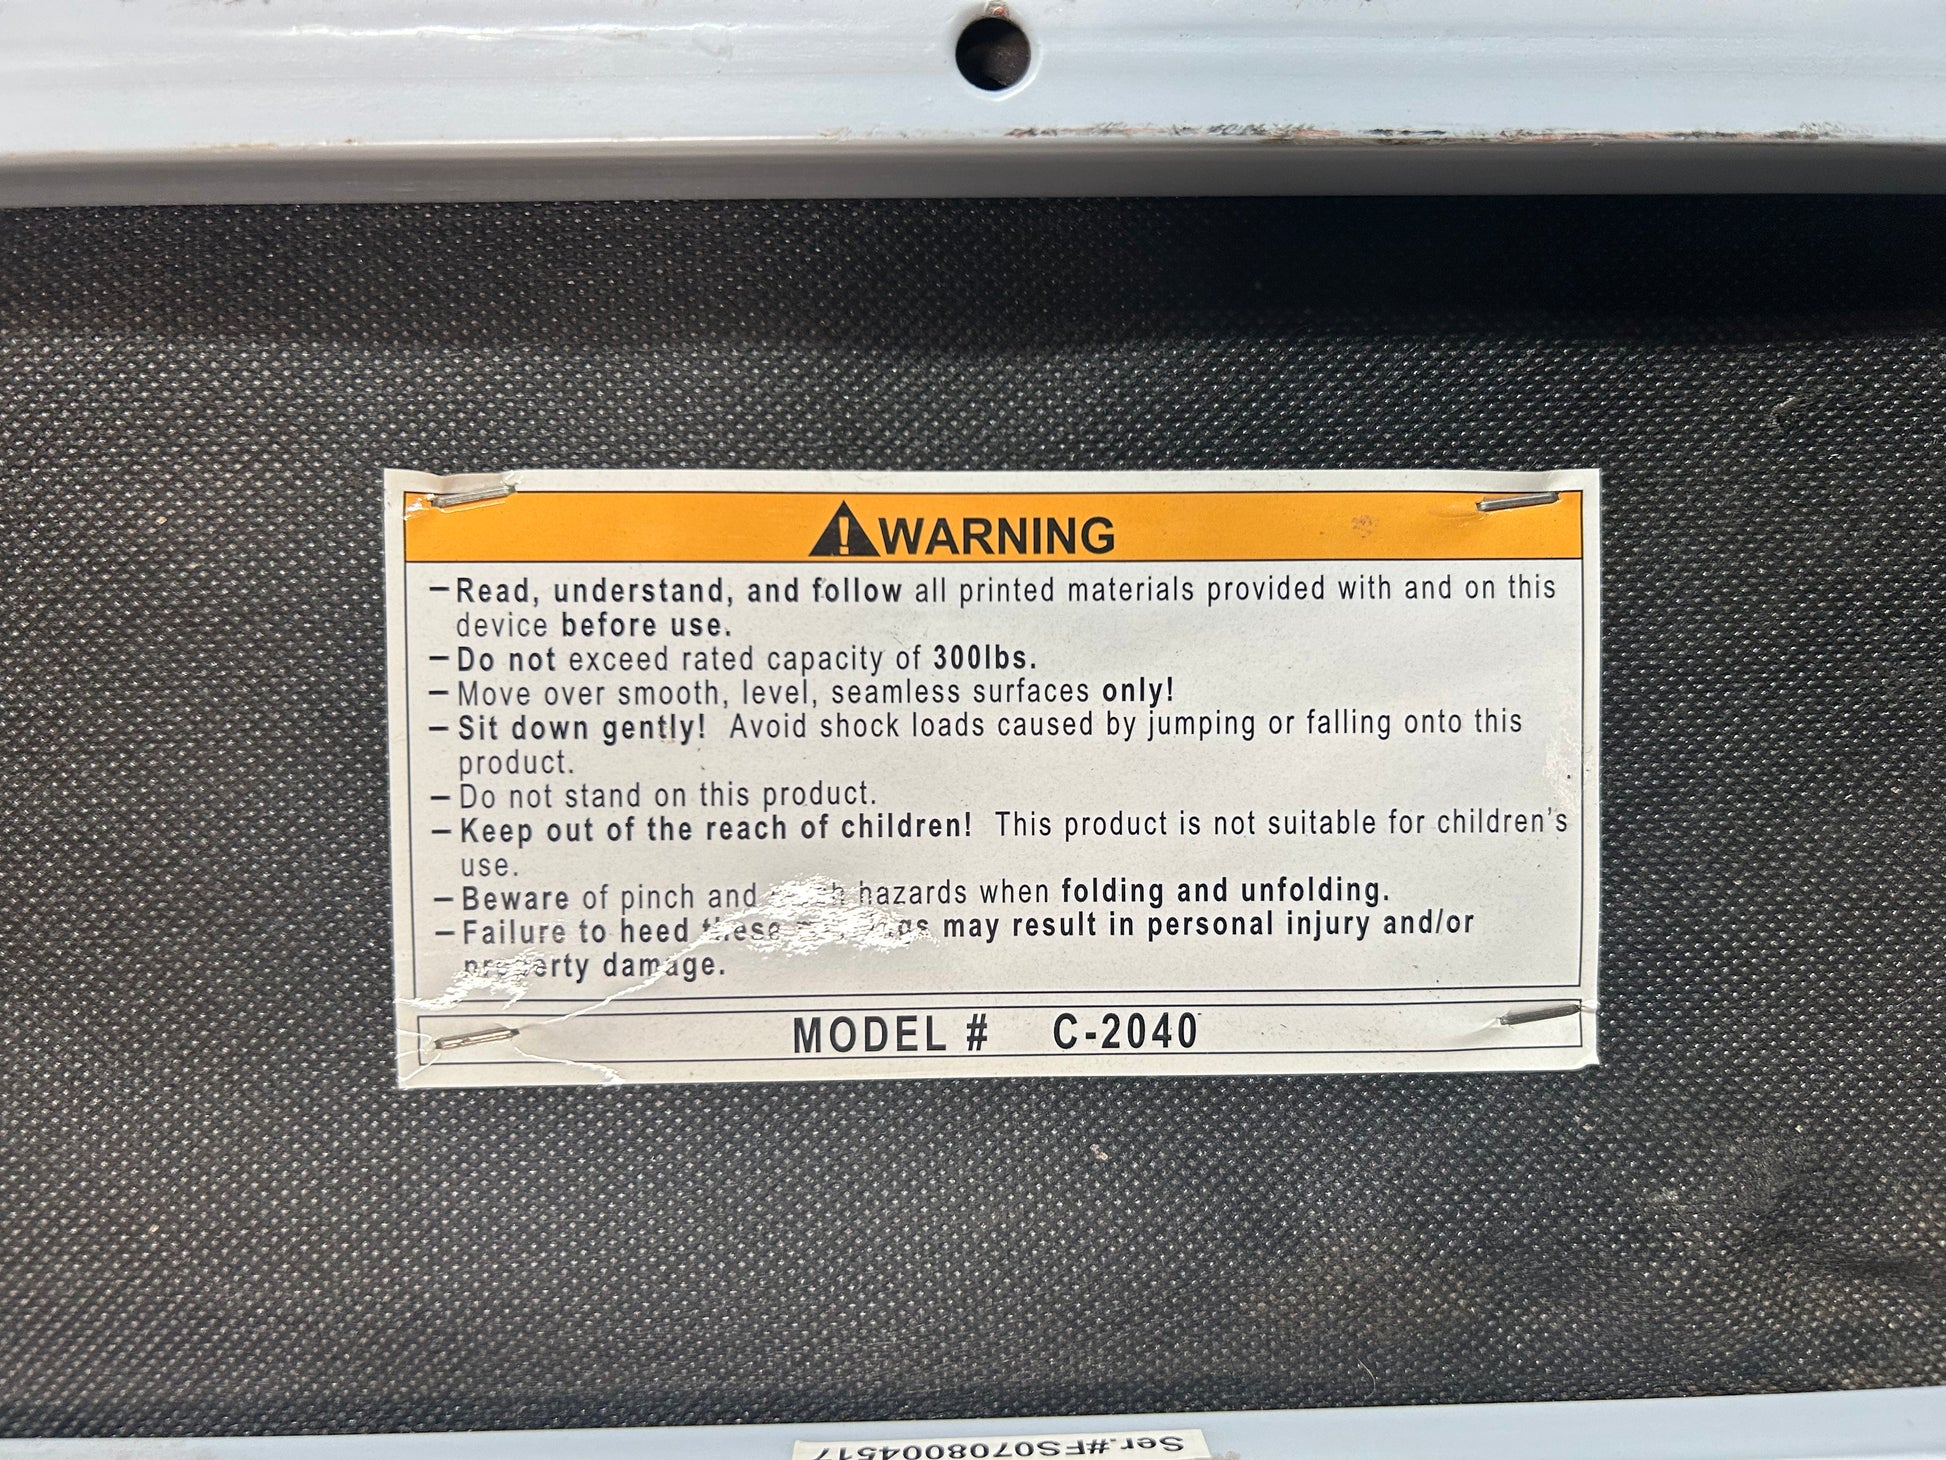 WARNING
– Read, understand, and follow all printed materials provided with and on this
device before use.
– Do not exceed rated capacity of 300lbs.
– Move over smooth, level, seamless surfaces only!
– Sit down gently! Avoid shock loads caused by jumping or falling onto this
product.
– Do not stand on this product.
– Keep out of the reach of children! This product is not suitable for children's
use.
– Beware of pinch and hazards when folding and unfolding.
– Failure to heed these may result in personal injury and/or
property damage.
MODEL # C-2040
Ser.#FS0708004517